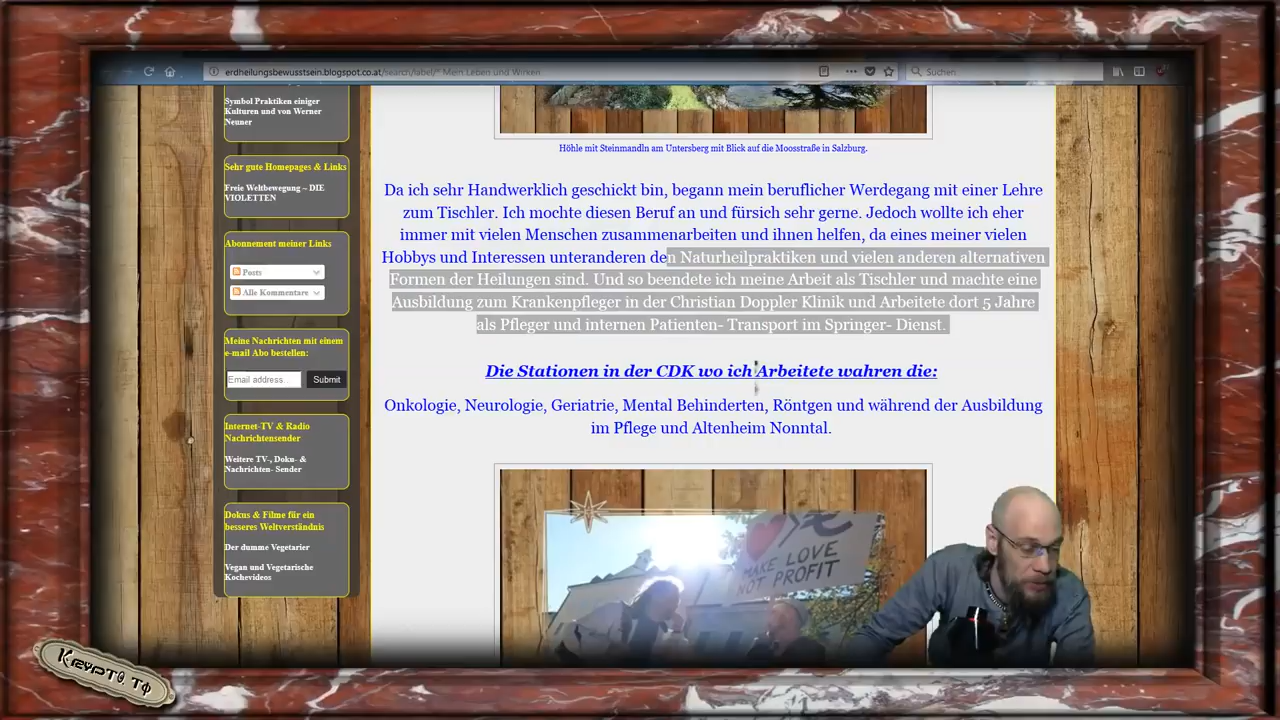 erdheilungsbewusstsein.blogspot.co.at/search/label/* Mein Leben und Wirken
Suchen
Symbol Praktiken einiger
Kulturen und von Werner
Neuner
Sehr gute Homepages & Links
Freie Weltbewegung – DIE
VIOLETTEN
Abonnement meiner Links
Posts
Alle Kommentare
Meine Nachrichten mit einem
e-mail Abo bestellen:
Email address...
Submit
Internet-TV & Radio
Nachrichtensender
Weitere TV-, Doku- &
Nachrichten- Sender
Dokus & Filme für ein
besseres Weltverständnis
Der dumme Vegetarier
Vegan und Vegetarische
Kochevideos
Höhle mit Steinmandln am Untersberg mit Blick auf die Moosstraße in Salzburg.
Da ich sehr Handwerklich geschickt bin, begann mein beruflicher Werdegang mit einer Lehre
zum Tischler. Ich mochte diesen Beruf an und fürsich sehr gerne. Jedoch wollte ich eher
immer mit vielen Menschen zusammenarbeiten und ihnen helfen, da eines meiner vielen
Hobbys und Interessen unteranderen den Naturheilpraktiken und vielen anderen alternativen
Formen der Heilungen sind. Und so beendete ich meine Arbeit als Tischler und machte eine
Ausbildung zum Krankenpfleger in der Christian Doppler Klinik und Arbeitete dort 5 Jahre
als Pfleger und internen Patienten- Transport im Springer- Dienst.
Die Stationen in der CDK wo ich Arbeitete wahren die:
Onkologie, Neurologie, Geriatrie, Mental Behinderten, Röntgen und während der Ausbildung
im Pflege und Altenheim Nonntal.
MAKE LOVE
NOT PROFIT
Krypto TV